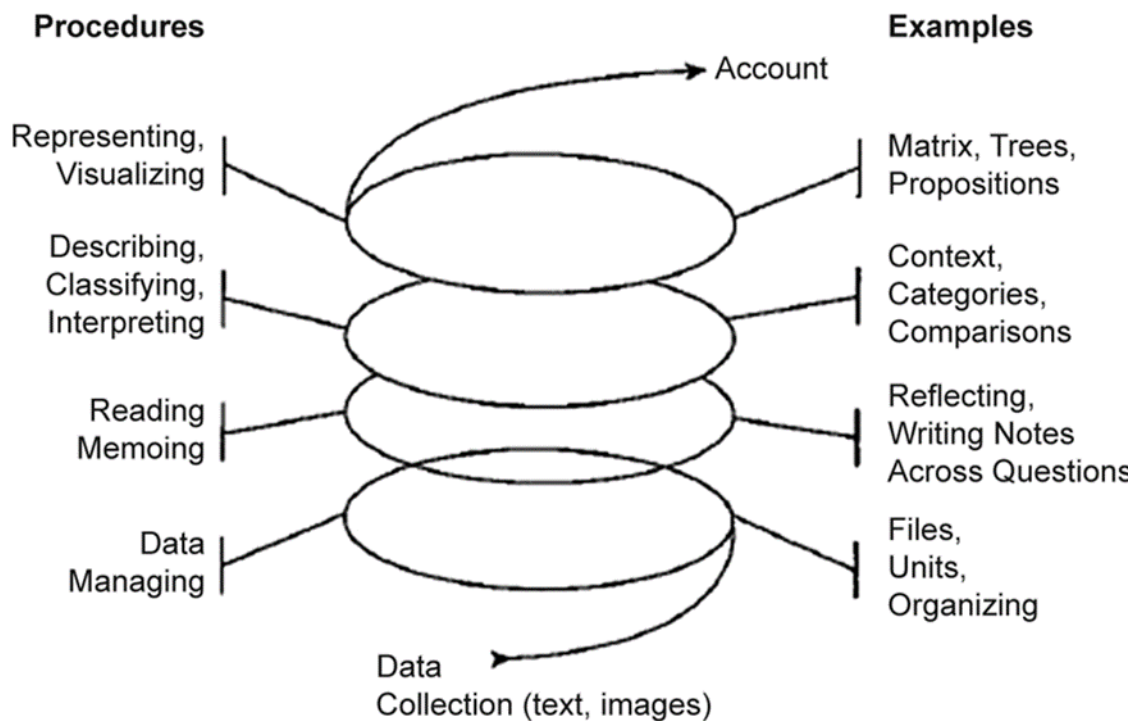 Procedures
Examples
Account
Representing,
Visualizing
Matrix, Trees,
Propositions
Describing,
Classifying,
Interpreting
Context,
Categories,
Comparisons
Reading
Memoing
Reflecting,
Writing Notes
Across Questions
Data
Managing
Files,
Units,
Organizing
Data
Collection (text, images)